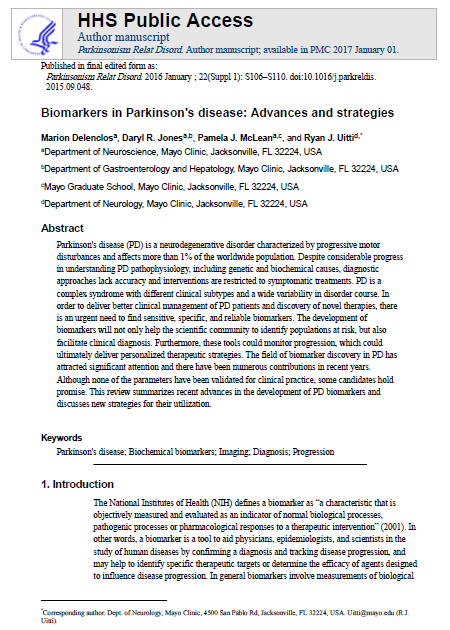 HHS Public Access
Author manuscript
Parkinsonism Relat Disord. Author manuscript; available in PMC 2017 January 01.
Published in final edited form as:
Parkinsonism Relat Disord. 2016 January ; 22(Suppl 1): S106–S110. doi:10.1016/j.parkreldis.
2015.09.048.
Biomarkers in Parkinson's disease: Advances and strategies
Marion Delenclosa, Daryl R. Jonesa,b, Pamela J. McLeana,c, and Ryan J. Uittid,*
aDepartment of Neuroscience, Mayo Clinic, Jacksonville, FL 32224, USA
bDepartment of Gastroenterology and Hepatology, Mayo Clinic, Jacksonville, FL 32224, USA
cMayo Graduate School, Mayo Clinic, Jacksonville, FL 32224, USA
dDepartment of Neurology, Mayo Clinic, Jacksonville, FL 32224, USA
Abstract
Parkinson's disease (PD) is a neurodegenerative disorder characterized by progressive motor
disturbances and affects more than 1% of the worldwide population. Despite considerable progress
in understanding PD pathophysiology, including genetic and biochemical causes, diagnostic
approaches lack accuracy and interventions are restricted to symptomatic treatments. PD is a
complex syndrome with different clinical subtypes and a wide variability in disorder course. In
order to deliver better clinical management of PD patients and discovery of novel therapies, there
is an urgent need to find sensitive, specific, and reliable biomarkers. The development of
biomarkers will not only help the scientific community to identify populations at risk, but also
facilitate clinical diagnosis. Furthermore, these tools could monitor progression, which could
ultimately deliver personalized therapeutic strategies. The field of biomarker discovery in PD has
attracted significant attention and there have been numerous contributions in recent years.
Although none of the parameters have been validated for clinical practice, some candidates hold
promise. This review summarizes recent advances in the development of PD biomarkers and
discusses new strategies for their utilization.
Keywords
Parkinson's disease; Biochemical biomarkers; Imaging; Diagnosis; Progression
1. Introduction
The National Institutes of Health (NIH) defines a biomarker as “a characteristic that is
objectively measured and evaluated as an indicator of normal biological processes,
pathogenic processes or pharmacological responses to a therapeutic intervention” (2001). In
other words, a biomarker is a tool to aid physicians, epidemiologists, and scientists in the
study of human diseases by confirming a diagnosis and tracking disease progression, and
may help to identify specific therapeutic targets or determine the efficacy of agents designed
to influence disease progression. In general biomarkers involve measurements of biological
*Corresponding author. Dept. of Neurology, Mayo Clinic, 4500 San Pablo Rd, Jacksonville, FL 32224, USA. Uitti@mayo.edu (R.J.
Uitti).